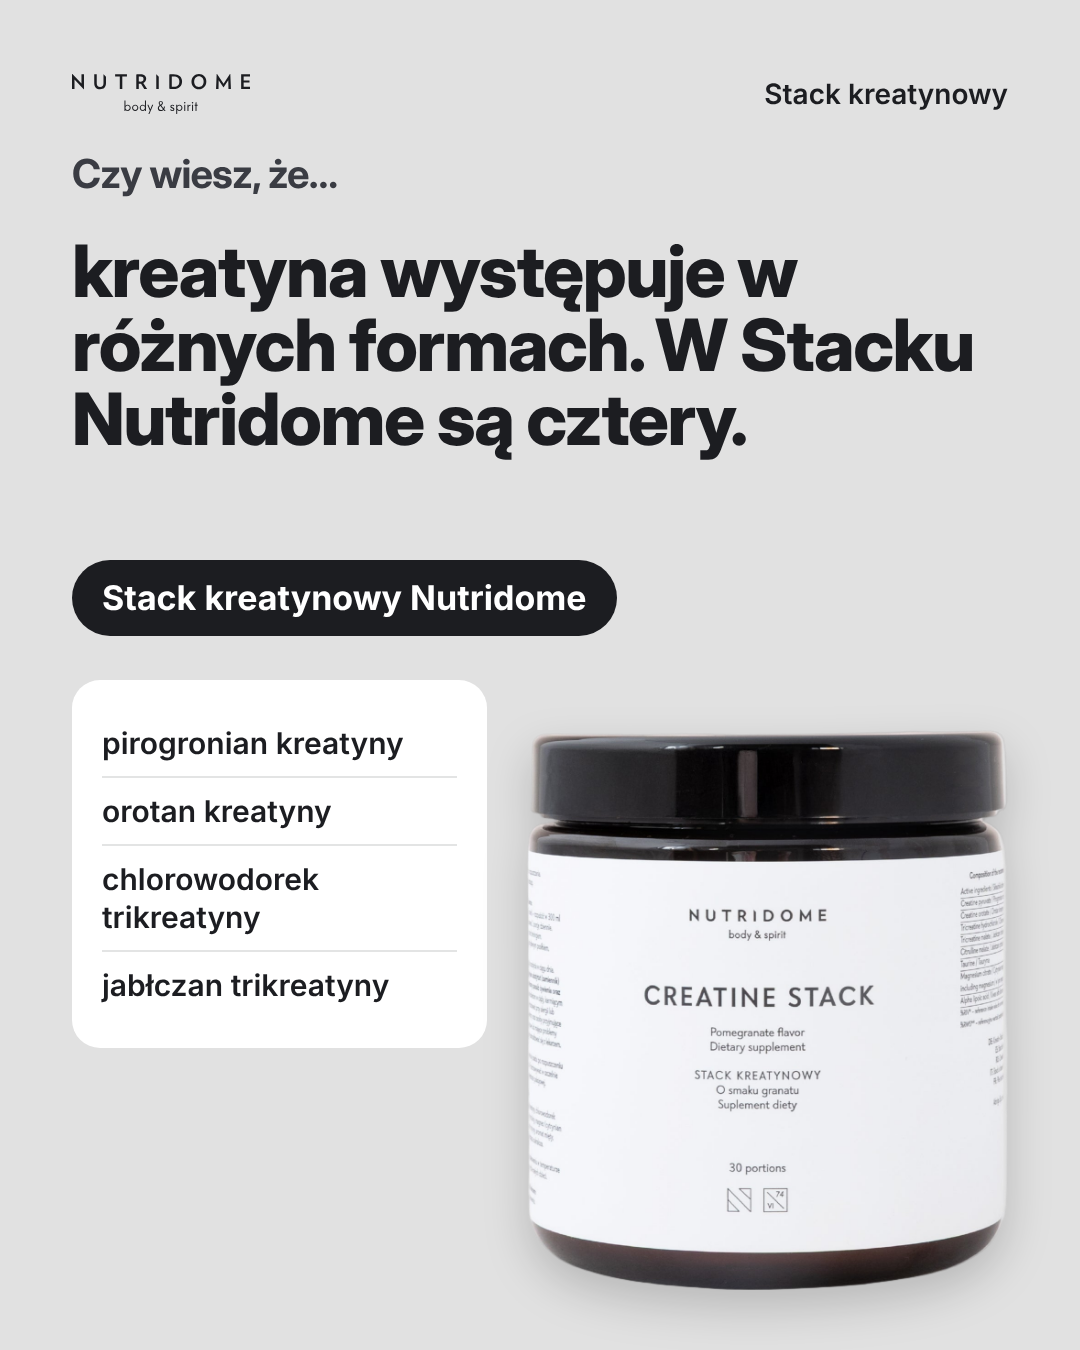 NUTRIDOME
body & spirit
Stack kreatynowy
Czy wiesz, że...
kreatyna występuje w
różnych formach. W Stacku
Nutridome są cztery.
Stack kreatynowy Nutridome
pirogronian kreatyny
orotan kreatyny
chlorowodorek
trikreatyny
jabłczan trikreatyny
NUTRIDOME
body & spirit
CREATINE STACK
Pomegranate flavor
Dietary supplement
STACK KREATYNOWY
O smaku granatu
Suplement diety
30 portions
74
VI